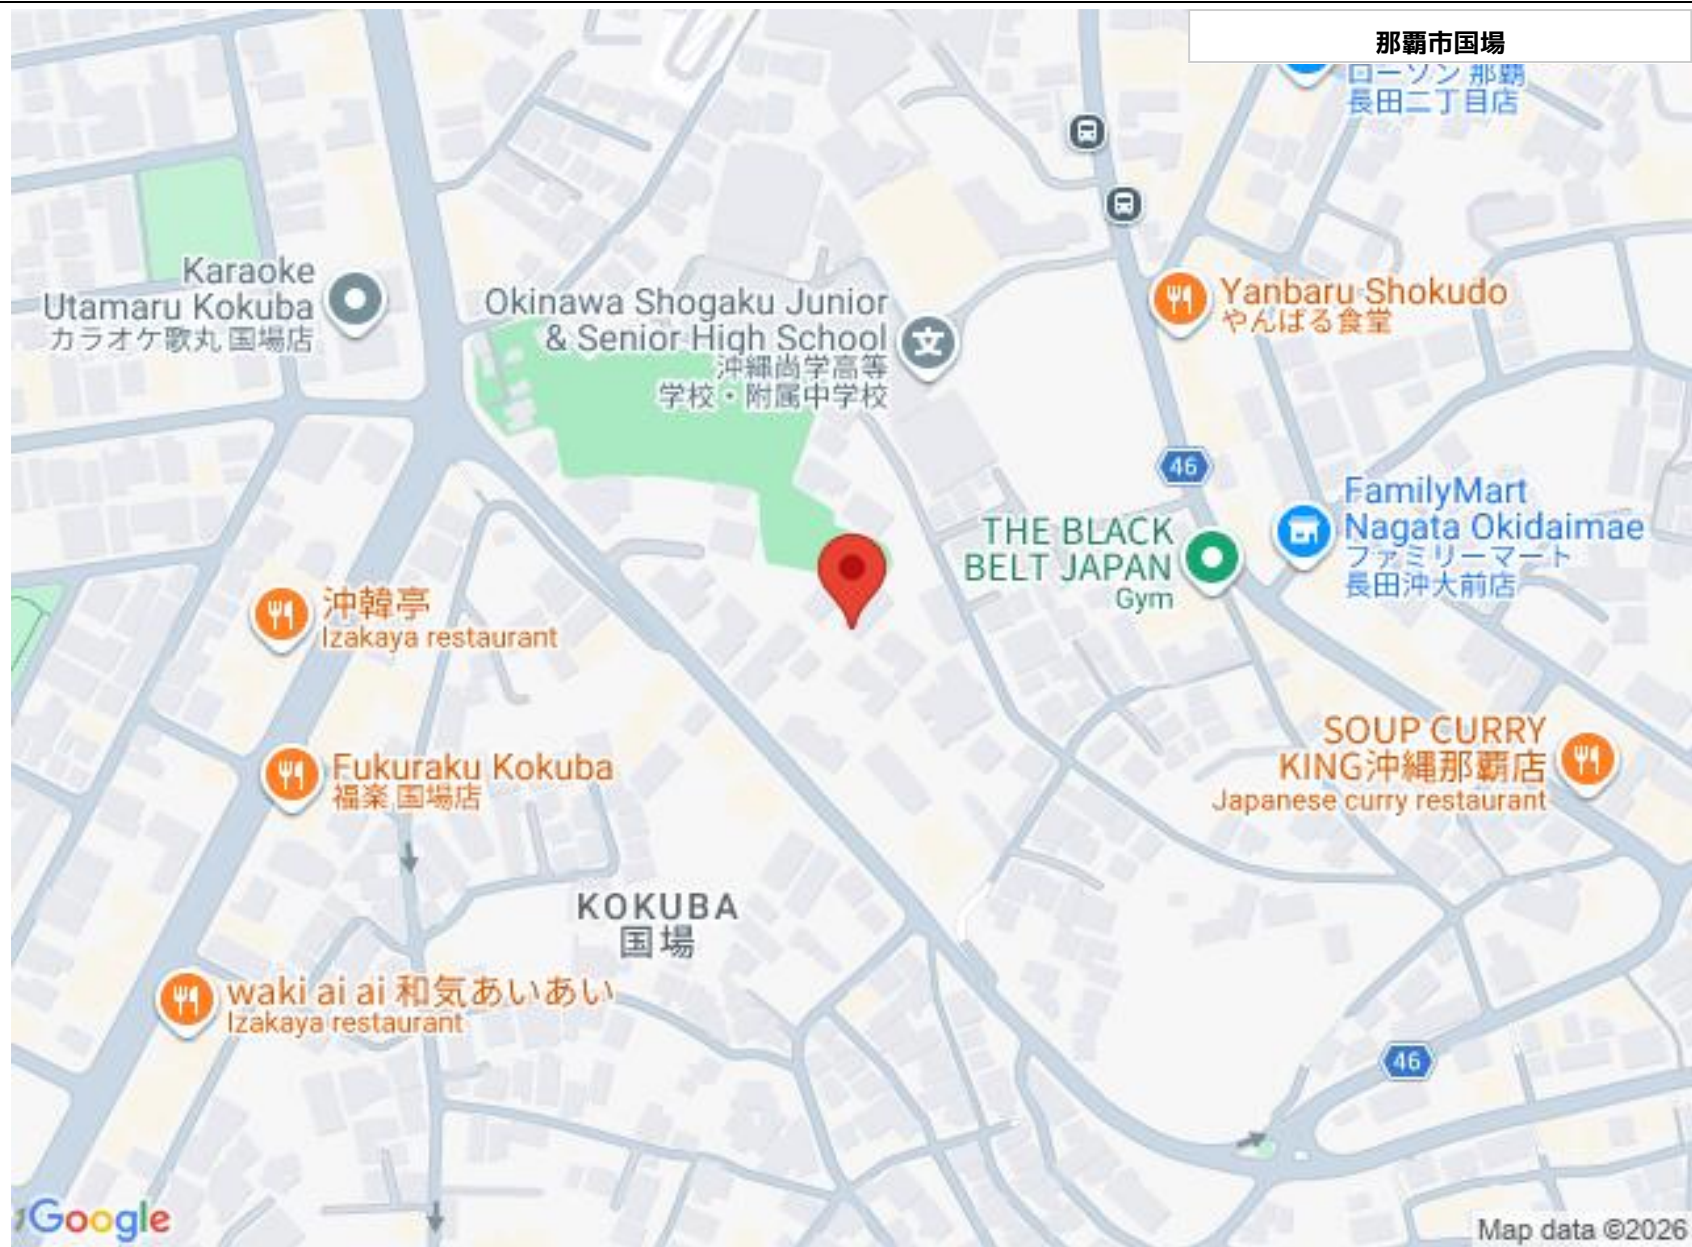 那覇市国場
ローソン 那覇
長田二丁目店
Karaoke
Utamaru Kokuba
カラオケ歌丸 国場店
Okinawa Shogaku Junior
& Senior High School
沖縄尚学高等
学校・附属中学校
Yanbaru Shokudo
やんばる食堂
46
FamilyMart
Nagata Okidaimae
ファミリーマート
長田沖大前店
THE BLACK
BELT JAPAN
Gym
沖韓亭
Izakaya restaurant
SOUP CURRY
KING沖縄那覇店
Japanese curry restaurant
Fukuraku Kokuba
福楽 国場店
KOKUBA
国場
waki ai ai 和気あいあい
Izakaya restaurant
46
Google
Map data ©2026